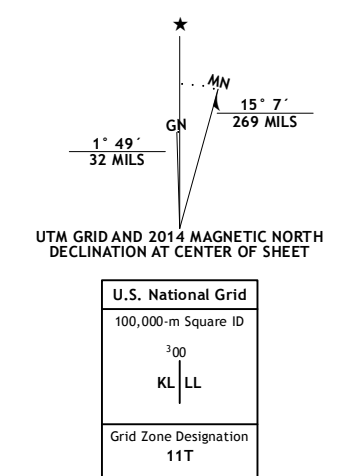 ★
MN
15° 7´
269 MILS
GN
1° 49´
32 MILS
UTM GRID AND 2014 MAGNETIC NORTH
DECLINATION AT CENTER OF SHEET
U.S. National Grid
100,000-m Square ID
³00
KL LL
Grid Zone Designation
11T